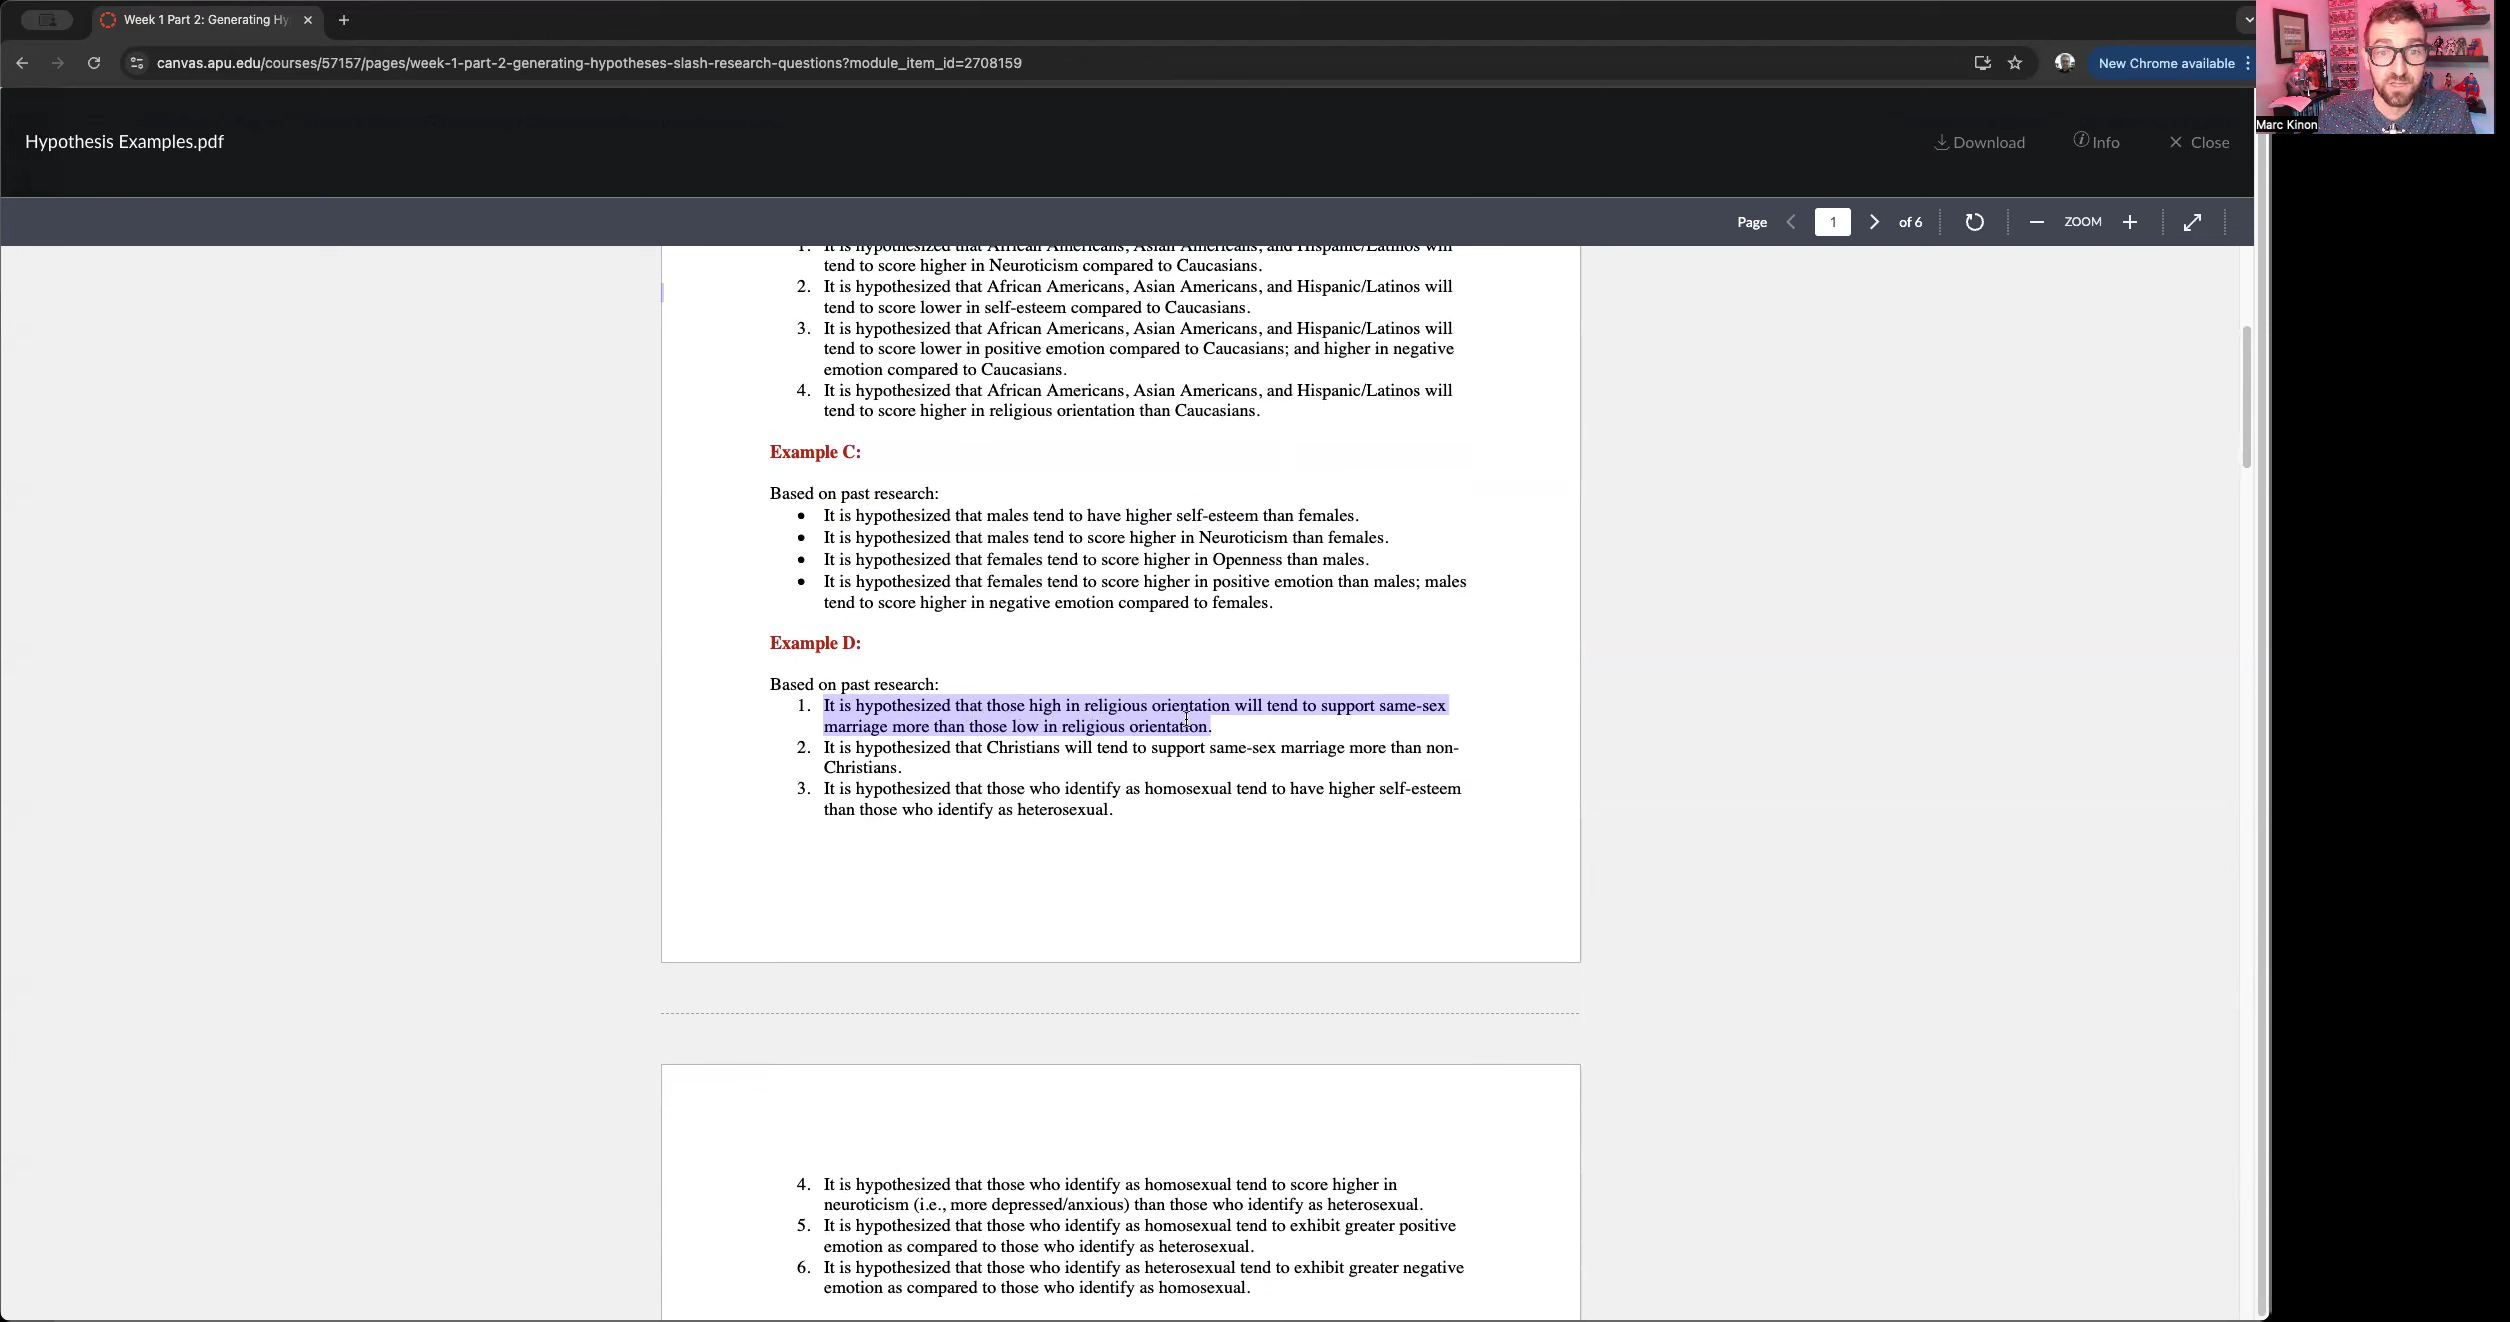 Week 1 Part 2: Generating Hy
canvas.apu.edu/courses/57157/pages/week-1-part-2-generating-hypotheses-slash-research-questions?module_item_id=2708159
New Chrome available
Marc Kinon
Hypothesis Examples.pdf
Download
Info
Close
Page
1
of 6
ZOOM
1. It is hypothesized that African Americans, Asian Americans, and Hispanic/Latinos will
tend to score higher in Neuroticism compared to Caucasians.
2. It is hypothesized that African Americans, Asian Americans, and Hispanic/Latinos will
tend to score lower in self-esteem compared to Caucasians.
3. It is hypothesized that African Americans, Asian Americans, and Hispanic/Latinos will
tend to score lower in positive emotion compared to Caucasians; and higher in negative
emotion compared to Caucasians.
4. It is hypothesized that African Americans, Asian Americans, and Hispanic/Latinos will
tend to score higher in religious orientation than Caucasians.
Example C:
Based on past research:
• It is hypothesized that males tend to have higher self-esteem than females.
• It is hypothesized that males tend to score higher in Neuroticism than females.
• It is hypothesized that females tend to score higher in Openness than males.
• It is hypothesized that females tend to score higher in positive emotion than males; males
tend to score higher in negative emotion compared to females.
Example D:
Based on past research:
1. It is hypothesized that those high in religious orientation will tend to support same-sex
marriage more than those low in religious orientation.
2. It is hypothesized that Christians will tend to support same-sex marriage more than non-
Christians.
3. It is hypothesized that those who identify as homosexual tend to have higher self-esteem
than those who identify as heterosexual.
4. It is hypothesized that those who identify as homosexual tend to score higher in
neuroticism (i.e., more depressed/anxious) than those who identify as heterosexual.
5. It is hypothesized that those who identify as homosexual tend to exhibit greater positive
emotion as compared to those who identify as heterosexual.
6. It is hypothesized that those who identify as heterosexual tend to exhibit greater negative
emotion as compared to those who identify as homosexual.